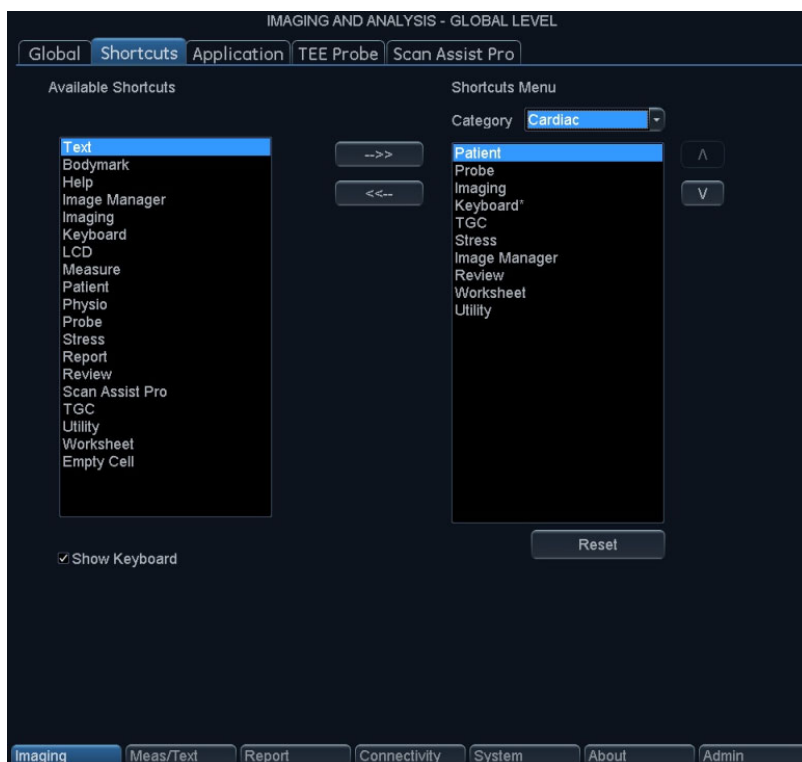 IMAGING AND ANALYSIS - GLOBAL LEVEL
Global Shortcuts Application TEE Probe Scan Assist Pro
Available Shortcuts
Text
Bodymark
Help
Image Manager
Imaging
Keyboard
LCD
Measure
Patient
Physio
Probe
Stress
Report
Review
Scan Assist Pro
TGC
Utility
Worksheet
Empty Cell
Show Keyboard
-->>
<<--
Shortcuts Menu
Category Cardiac
Patient
Probe
Imaging
Keyboard*
TGC
Stress
Image Manager
Review
Worksheet
Utility
Λ
V
Reset
Imaging Meas/Text Report Connectivity System About Admin